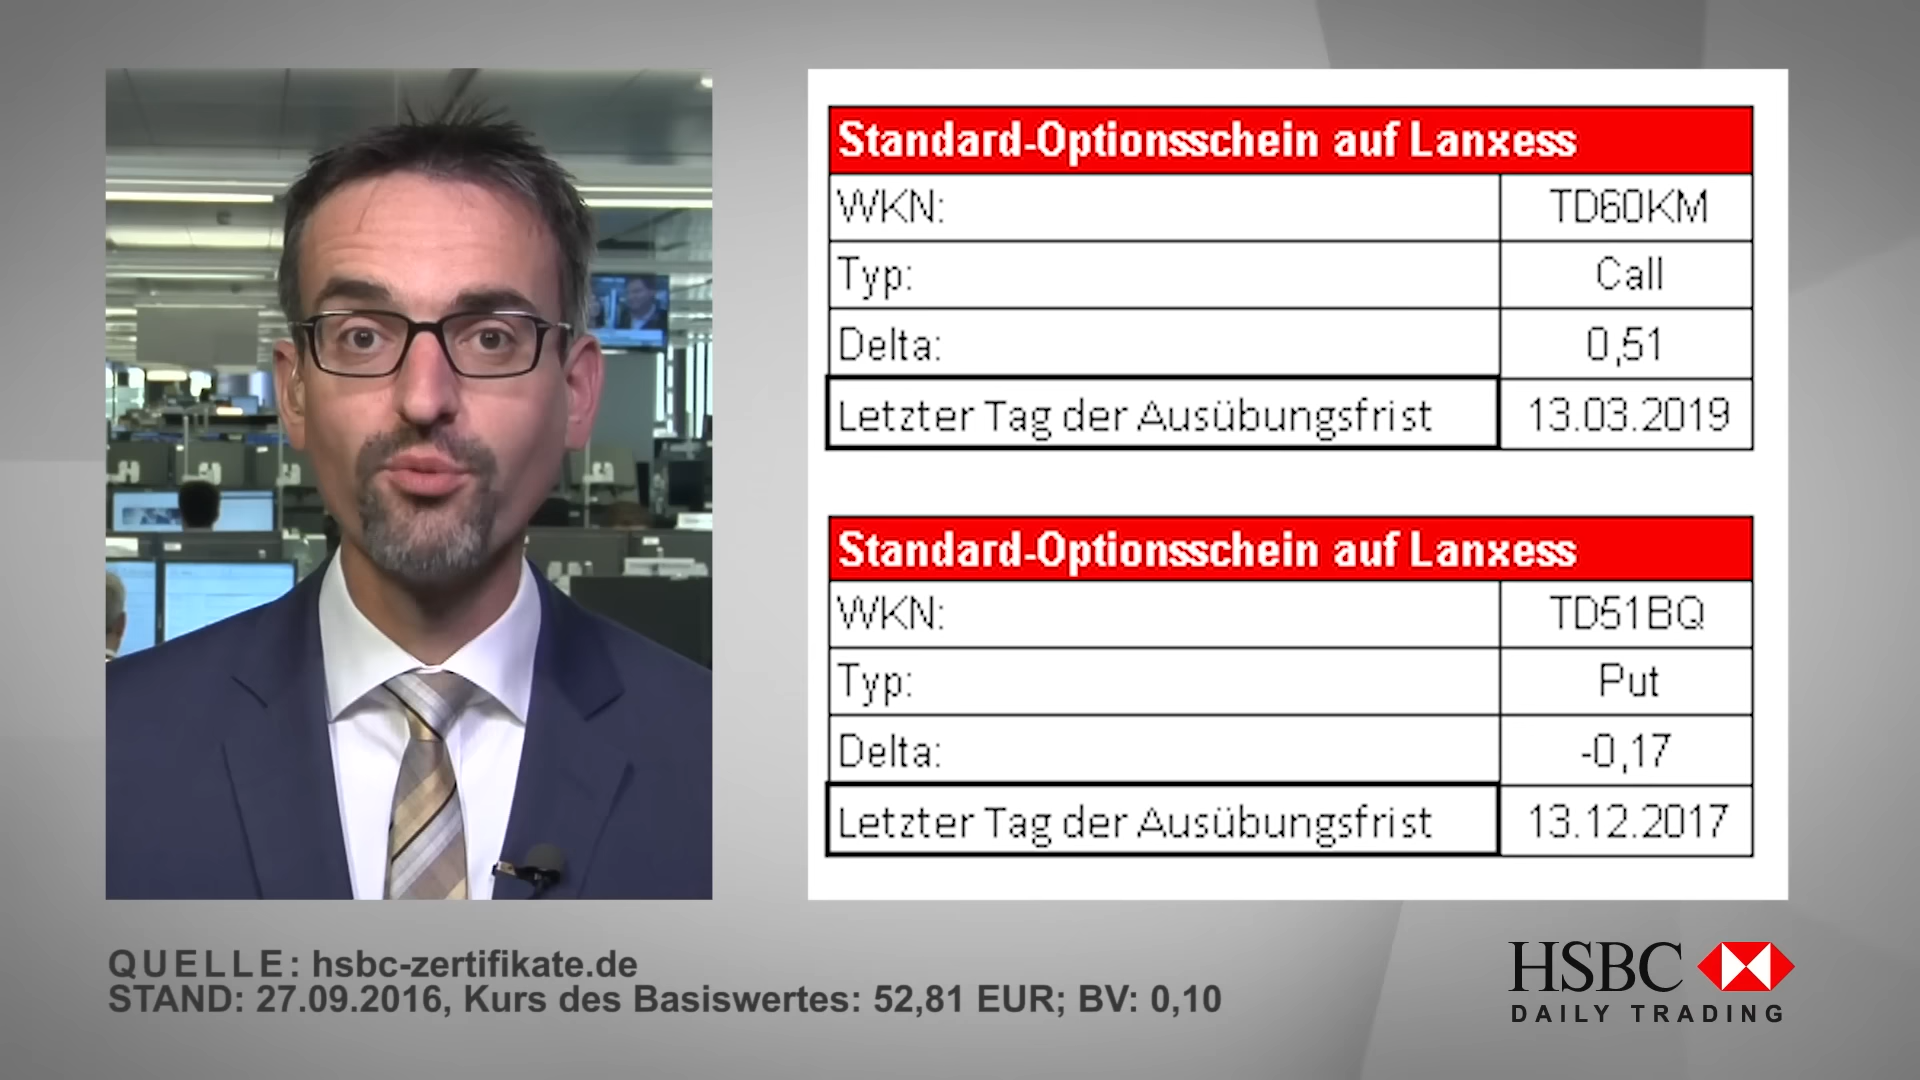 Standard-Optionsschein auf Lanxess
WKN: TD60KM
Typ: Call
Delta: 0,51
Letzter Tag der Ausübungsfrist 13.03.2019
Standard-Optionsschein auf Lanxess
WKN: TD51BQ
Typ: Put
Delta: -0,17
Letzter Tag der Ausübungsfrist 13.12.2017
QUELLE: hsbc-zertifikate.de
STAND: 27.09.2016, Kurs des Basiswertes: 52,81 EUR; BV: 0,10
HSBC
DAILY TRADING